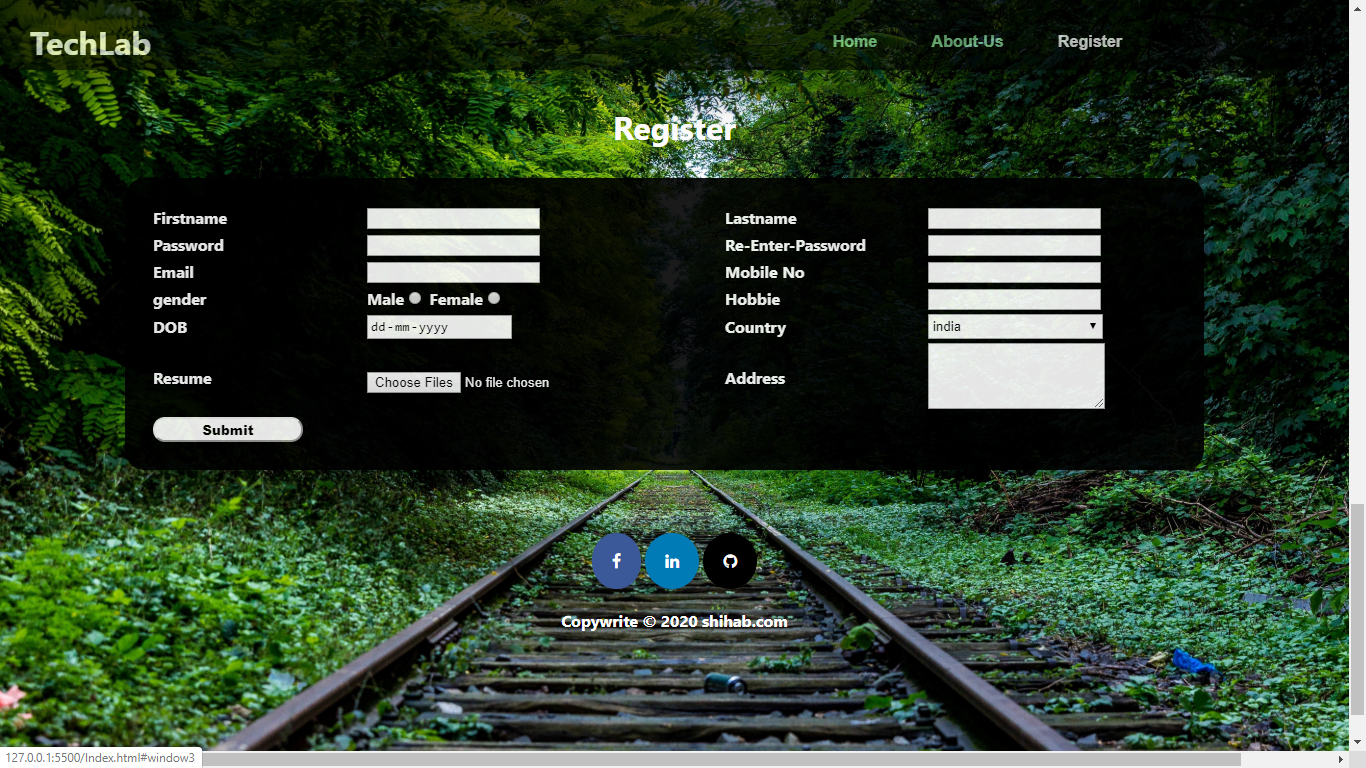 TechLab Home About-Us Register
Register
Firstname Lastname
Password Re-Enter-Password
Email Mobile No
gender Male Female Hobbie
DOB dd-mm-yyyy Country india
Resume Choose Files No file chosen Address
Submit
f in
Copywrite © 2020 shihab.com
127.0.0.1:5500/Index.html#window3